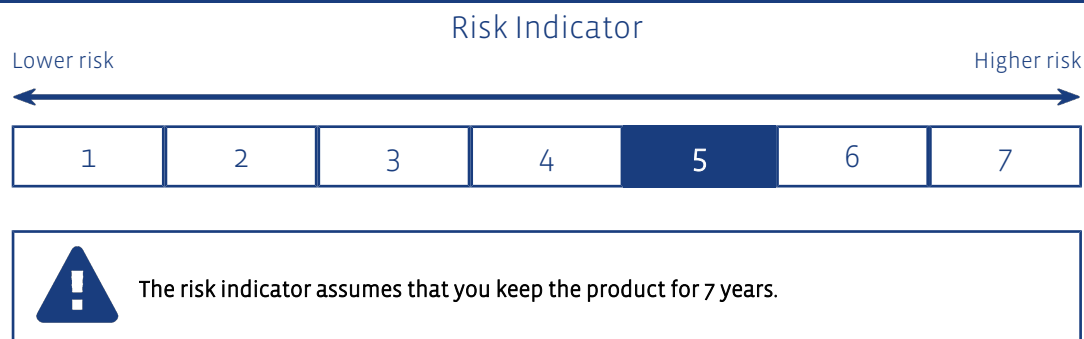 Risk Indicator
Lower risk Higher risk
1 2 3 4 5 6 7
The risk indicator assumes that you keep the product for 7 years.